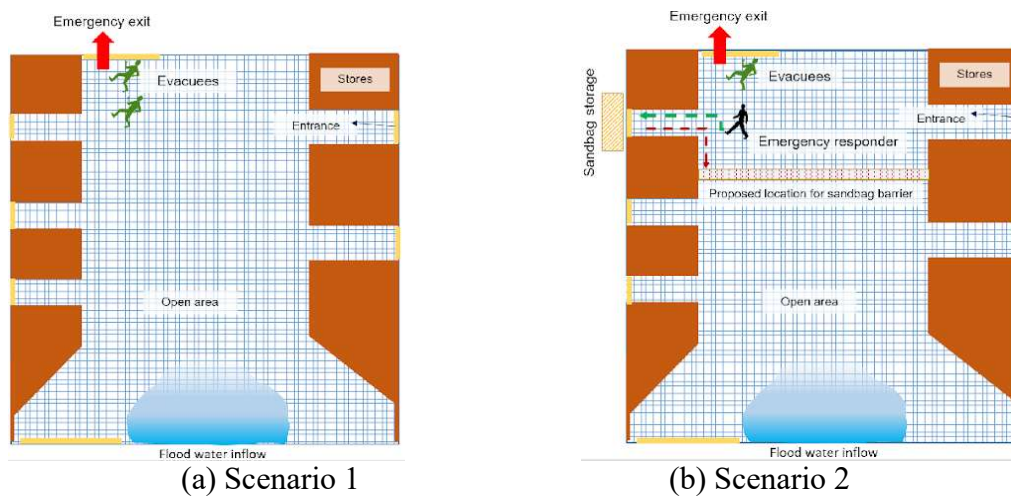 Emergency exit
Evacuees
Stores
Entrance
Open area
Flood water inflow
(a) Scenario 1
Emergency exit
Evacuees
Stores
Sandbag storage
Entrance
Emergency responder
Proposed location for sandbag barrier
Open area
Flood water inflow
(b) Scenario 2